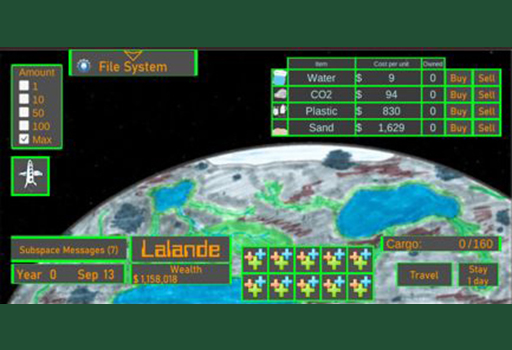 File System
Amount
1
10
50
100
Max
Item Cost per unit Owned
Water $ 9 0 Buy Sell
CO2 $ 94 0 Buy Sell
Plastic $ 830 0 Buy Sell
Sand $ 1,629 0 Buy Sell
Subspace Messages (7)
Year 0 Sep 13
Lalande
Wealth
$ 1,158,018
Cargo: 0/160
Travel
Stay
1 day